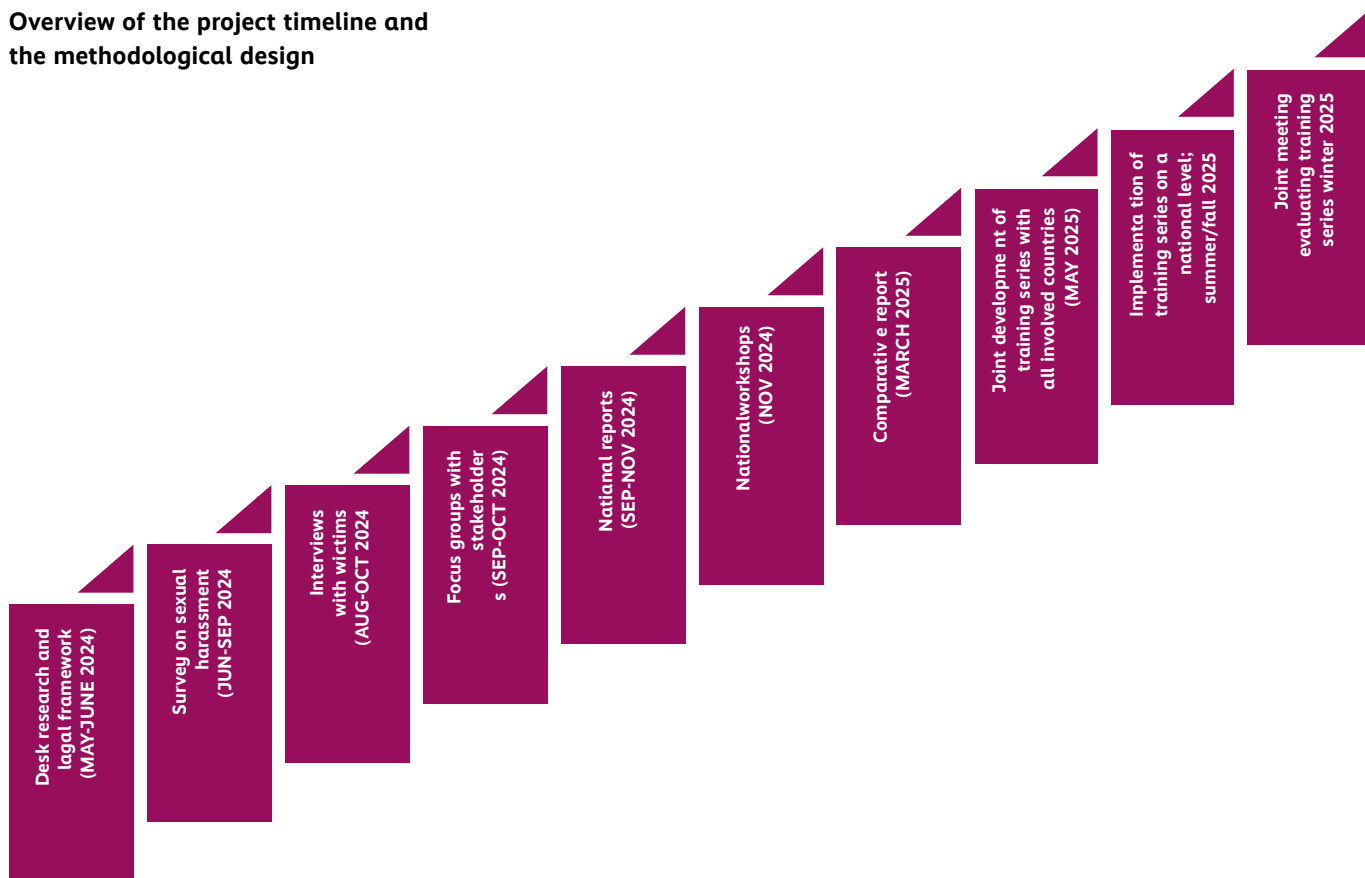 Overview of the project timeline and
the methodological design
Desk research and
lagal framework
(MAY-JUNE 2024)
Survey on sexual
harassment
(JUN-SEP 2024
Interviews
with wictims
(AUG-OCT 2024
Focus groups with
stakeholder
s (SEP-OCT 2024)
Natianal reports
(SEP-NOV 2024)
Nationalworkshops
(NOV 2024)
Comparativ e report
(MARCH 2025)
Joint developme nt of
training series with
all involved countries
(MAY 2025)
Implementa tion of
training series on a
national level;
summer/fall 2025
Joint meeting
evaluating training
series winter 2025